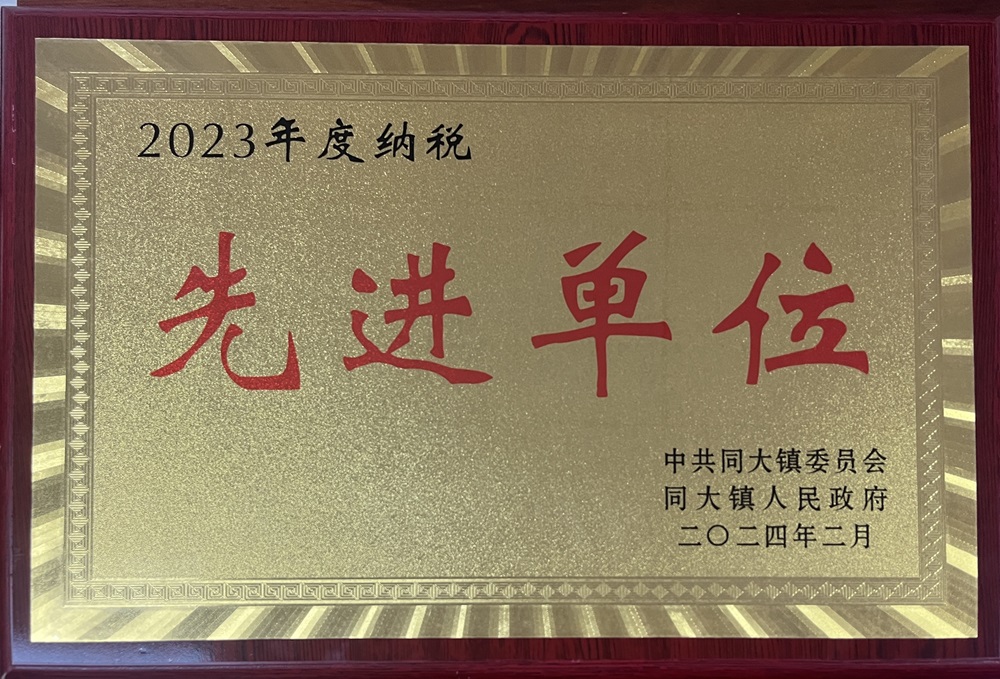 2023年度纳税
先进单位
中共同大镇委员会
同大镇人民政府
二〇二四年二月